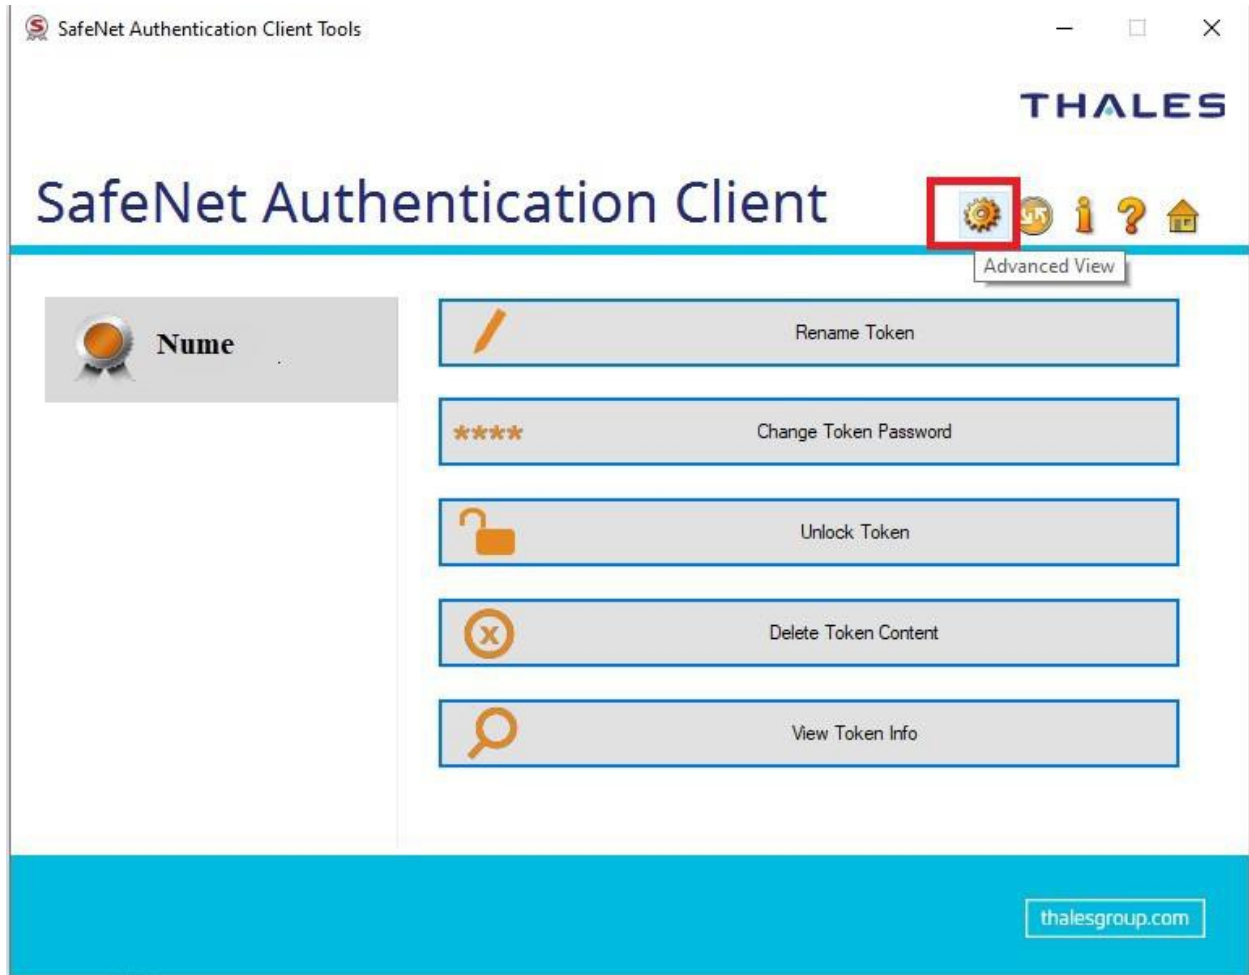 SafeNet Authentication Client Tools
THALES
SafeNet Authentication Client
Advanced View
Nume
Rename Token
****
Change Token Password
Unlock Token
Delete Token Content
View Token Info
thalesgroup.com